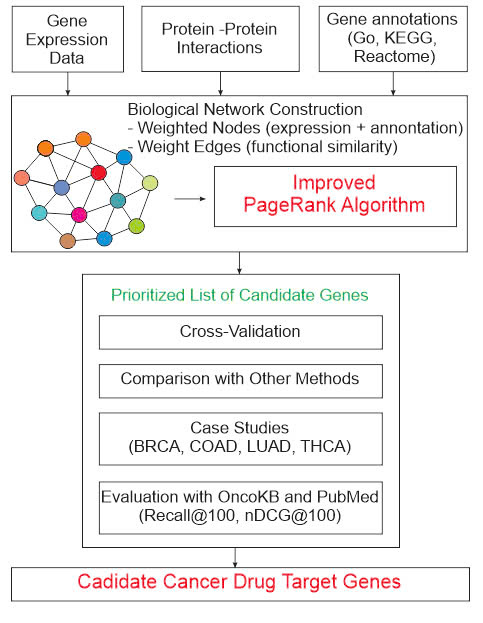 Gene
Expression
Data
Protein -Protein
Interactions
Gene annotations
(Go, KEGG,
Reactome)
Biological Network Construction
- Weighted Nodes (expression + annontation)
- Weight Edges (functional similarity)
Improved
PageRank Algorithm
Prioritized List of Candidate Genes
Cross-Validation
Comparison with Other Methods
Case Studies
(BRCA, COAD, LUAD, THCA)
Evaluation with OncoKB and PubMed
(Recall@100, nDCG@100)
Cadidate Cancer Drug Target Genes